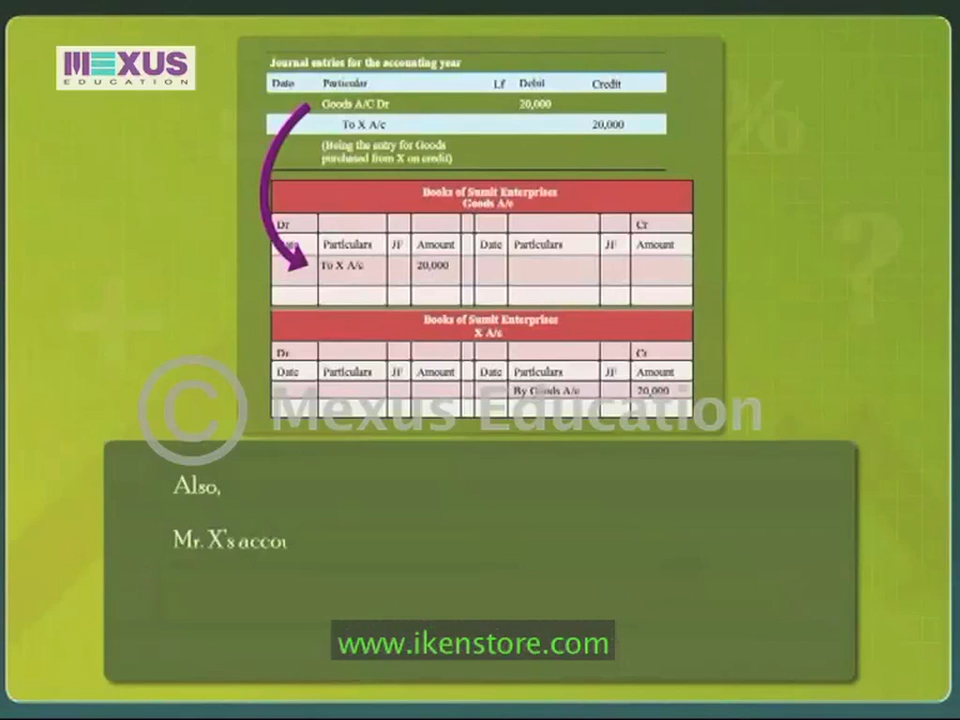 MEXUS
EDUCATION
Journal entries for the accounting year
Date Particular Lf Debit Credit
Goods A/C Dr 20,000
To X A/c 20,000
(Being the entry for Goods
purchased from X on credit)
Books of Sumit Enterprises
Goods A/c
Dr Cr
Date Particulars JF Amount Date Particulars JF Amount
To X A/c 20,000
Books of Sumit Enterprises
X A/c
Dr Cr
Date Particulars JF Amount Date Particulars JF Amount
By Goods A/c 20,000
© Mexus Education
Also,
Mr. X's accou
www.ikenstore.com